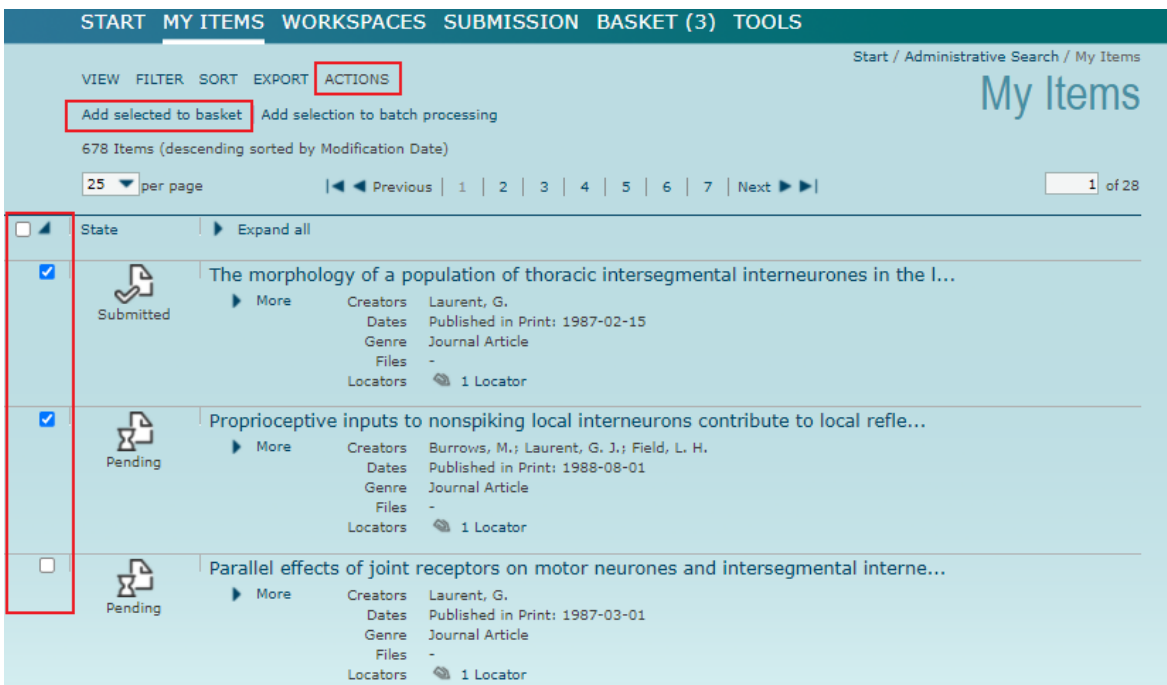 START MY ITEMS WORKSPACES SUBMISSION BASKET (3) TOOLS
Start / Administrative Search / My Items
VIEW FILTER SORT EXPORT ACTIONS
My Items
Add selected to basket Add selection to batch processing
678 Items (descending sorted by Modification Date)
25 per page Previous 1 2 3 4 5 6 7 Next 1 of 28
State Expand all
The morphology of a population of thoracic intersegmental interneurones in the l...
Submitted
More Creators Laurent, G.
Dates Published in Print: 1987-02-15
Genre Journal Article
Files -
Locators 1 Locator
Proprioceptive inputs to nonspiking local interneurons contribute to local refle...
Pending
More Creators Burrows, M.; Laurent, G. J.; Field, L. H.
Dates Published in Print: 1988-08-01
Genre Journal Article
Files -
Locators 1 Locator
Parallel effects of joint receptors on motor neurones and intersegmental interne...
Pending
More Creators Laurent, G.
Dates Published in Print: 1987-03-01
Genre Journal Article
Files -
Locators 1 Locator